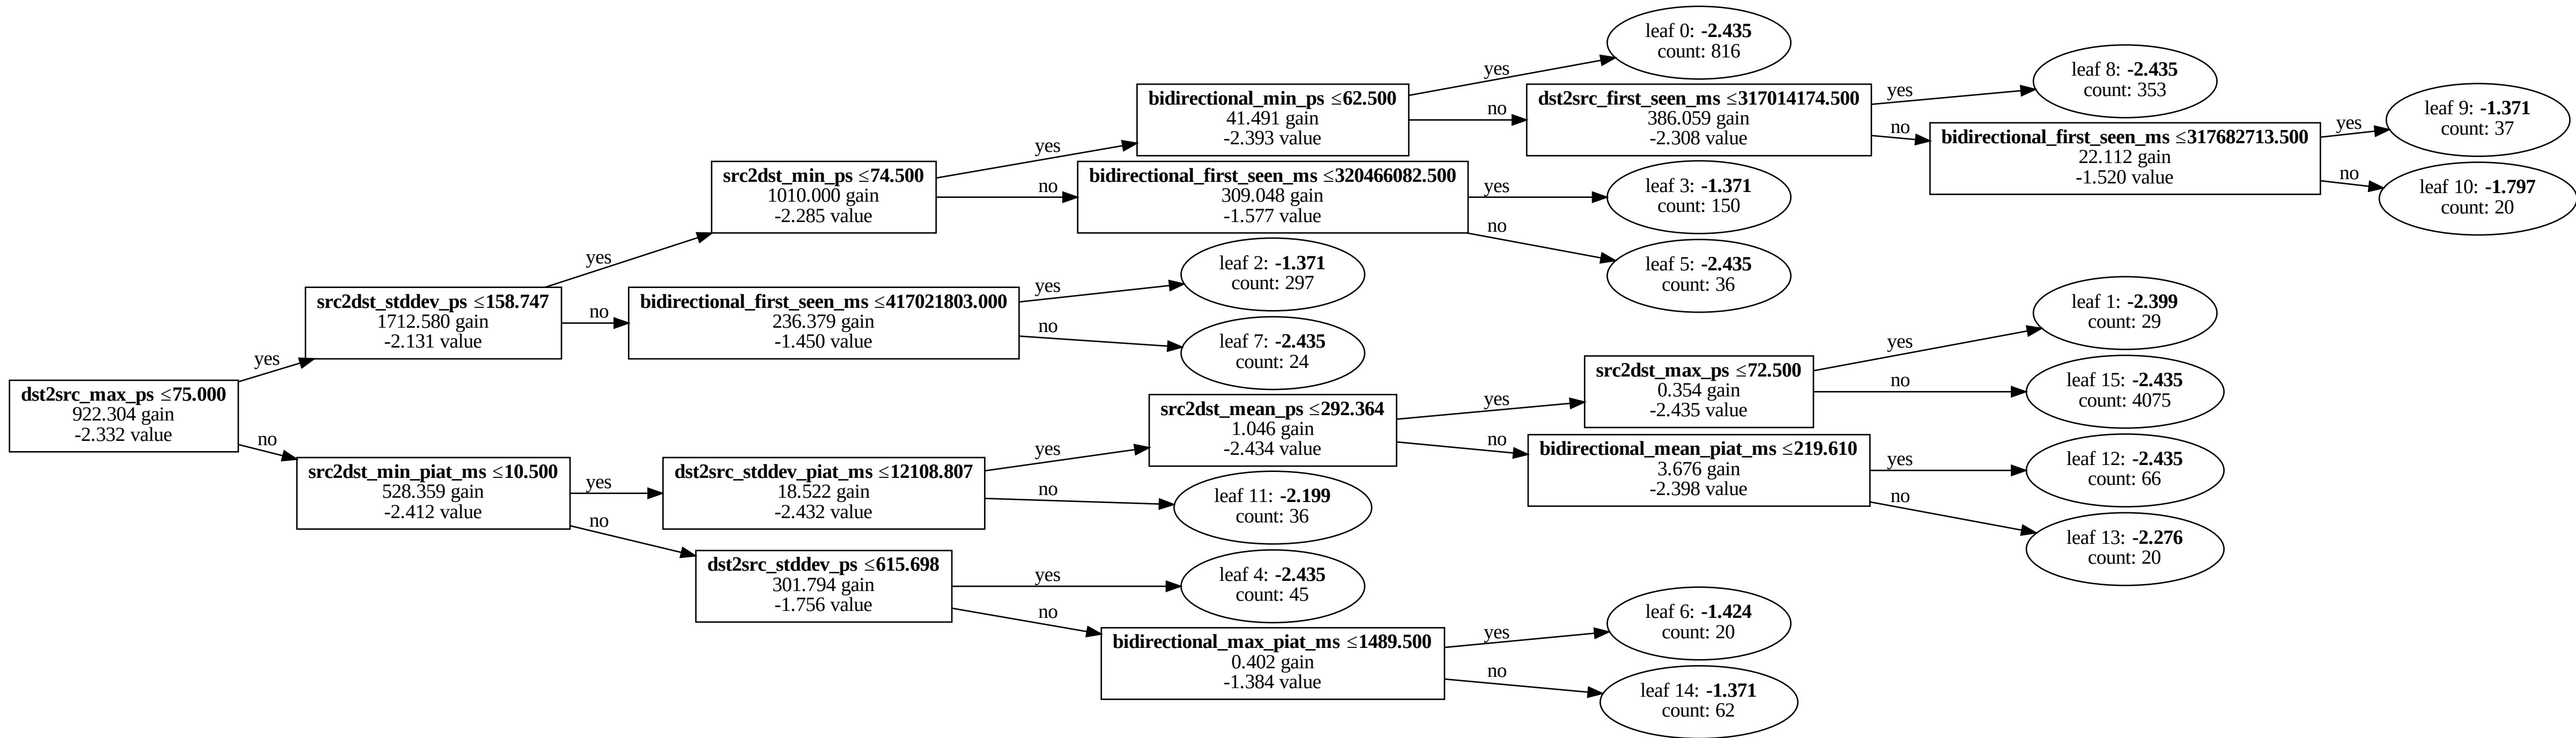 dst2src_max_ps ≤75.000
922.304 gain
-2.332 value
yes
no
src2dst_stddev_ps ≤158.747
1712.580 gain
-2.131 value
yes
no
src2dst_min_piat_ms ≤10.500
528.359 gain
-2.412 value
yes
no
src2dst_min_ps ≤74.500
1010.000 gain
-2.285 value
yes
no
bidirectional_first_seen_ms ≤417021803.000
236.379 gain
-1.450 value
yes
no
dst2src_stddev_piat_ms ≤12108.807
18.522 gain
-2.432 value
yes
no
dst2src_stddev_ps ≤615.698
301.794 gain
-1.756 value
yes
no
bidirectional_min_ps ≤62.500
41.491 gain
-2.393 value
yes
no
bidirectional_first_seen_ms ≤320466082.500
309.048 gain
-1.577 value
yes
no
leaf 2: -1.371
count: 297
leaf 7: -2.435
count: 24
src2dst_mean_ps ≤292.364
1.046 gain
-2.434 value
yes
no
leaf 11: -2.199
count: 36
leaf 4: -2.435
count: 45
bidirectional_max_piat_ms ≤1489.500
0.402 gain
-1.384 value
yes
no
leaf 0: -2.435
count: 816
dst2src_first_seen_ms ≤317014174.500
386.059 gain
-2.308 value
yes
no
leaf 3: -1.371
count: 150
leaf 5: -2.435
count: 36
src2dst_max_ps ≤72.500
0.354 gain
-2.435 value
yes
no
bidirectional_mean_piat_ms ≤219.610
3.676 gain
-2.398 value
yes
no
leaf 6: -1.424
count: 20
leaf 14: -1.371
count: 62
leaf 8: -2.435
count: 353
bidirectional_first_seen_ms ≤317682713.500
22.112 gain
-1.520 value
yes
no
leaf 1: -2.399
count: 29
leaf 15: -2.435
count: 4075
leaf 12: -2.435
count: 66
leaf 13: -2.276
count: 20
leaf 9: -1.371
count: 37
leaf 10: -1.797
count: 20